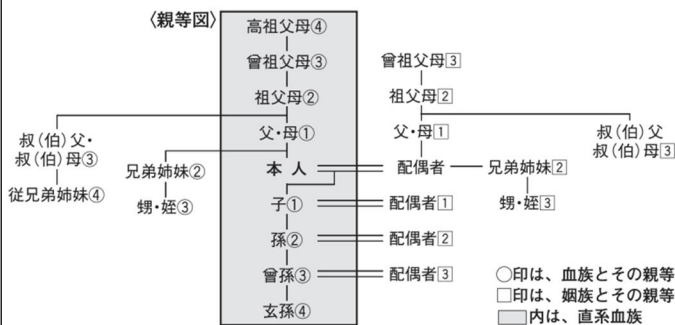 〈親等図〉
高祖父母④
曾祖父母③
曾祖父母3
祖父母②
祖父母2
叔(伯)父・
叔(伯)母③
父・母①
父・母1
叔(伯)父
叔(伯)母3
従兄弟姉妹④
兄弟姉妹②
本人
配偶者
兄弟姉妹2
甥・姪③
甥・姪3
子①
配偶者1
孫②
配偶者2
曾孫③
配偶者3
玄孫④
○印は、血族とその親等
□印は、姻族とその親等
内は、直系血族